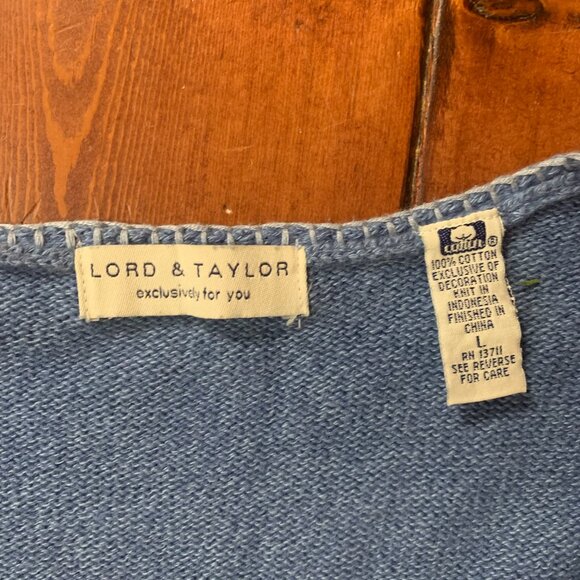 LORD & TAYLOR
exclusively for you
cotton ®
100% COTTON
EXCLUSIVE OF
DECORATION
KNIT IN
INDONESIA
FINISHED IN
CHINA
L
RN 13711
SEE REVERSE
FOR CARE